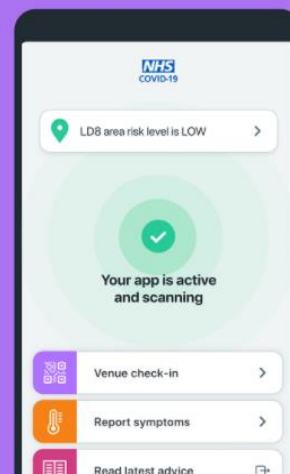 NHS
COVID-19
LD8 area risk level is LOW
Your app is active
and scanning
Venue check-in
Report symptoms
Read latest advice